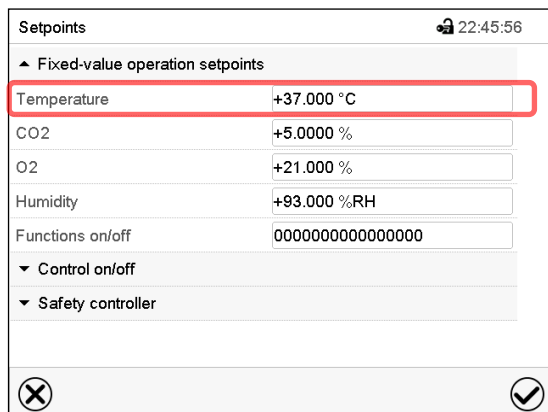 Setpoints 22:45:56
Fixed-value operation setpoints
Temperature +37.000 °C
CO2 +5.0000 %
O2 +21.000 %
Humidity +93.000 %RH
Functions on/off 0000000000000000
Control on/off
Safety controller